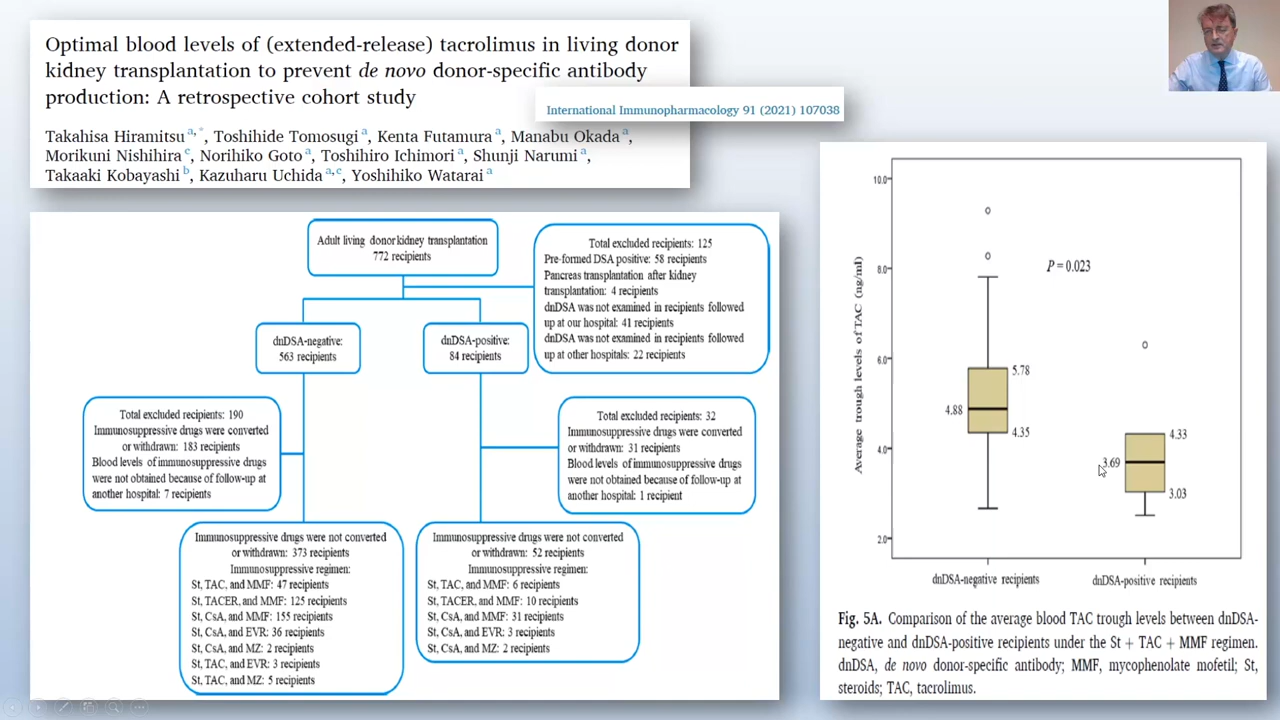 Optimal blood levels of (extended-release) tacrolimus in living donor
kidney transplantation to prevent de novo donor-specific antibody
production: A retrospective cohort study
International Immunopharmacology 91 (2021) 107038
Takahisa Hiramitsu a,*, Toshihide Tomosugi a, Kenta Futamura a, Manabu Okada a,
Morikuni Nishihira c, Norihiko Goto a, Toshihiro Ichimori a, Shunji Narumi a,
Takaaki Kobayashi b, Kazuharu Uchida a,c, Yoshihiko Watarai a
Adult living donor kidney transplantation
772 recipients
Total excluded recipients: 125
Pre-formed DSA positive: 58 recipients
Pancreas transplantation after kidney
transplantation: 4 recipients
dnDSA was not examined in recipients followed
up at our hospital: 41 recipients
dnDSA was not examined in recipients followed
up at other hospitals: 22 recipients
dnDSA-negative:
563 recipients
dnDSA-positive:
84 recipients
Total excluded recipients: 190
Immunosuppressive drugs were converted
or withdrawn: 183 recipients
Blood levels of immunosuppressive drugs
were not obtained because of follow-up at
another hospital: 7 recipients
Total excluded recipients: 32
Immunosuppressive drugs were converted
or withdrawn: 31 recipients
Blood levels of immunosuppressive drugs
were not obtained because of follow-up at
another hospital: 1 recipient
Immunosuppressive drugs were not converted
or withdrawn: 373 recipients
Immunosuppressive regimen:
St, TAC, and MMF: 47 recipients
St, TACER, and MMF: 125 recipients
St, CsA, and MMF: 155 recipients
St, CsA, and EVR: 36 recipients
St, CsA, and MZ: 2 recipients
St, TAC, and EVR: 3 recipients
St, TAC, and MZ: 5 recipients
Immunosuppressive drugs were not converted
or withdrawn: 52 recipients
Immunosuppressive regimen:
St, TAC, and MMF: 6 recipients
St, TACER, and MMF: 10 recipients
St, CsA, and MMF: 31 recipients
St, CsA, and EVR: 3 recipients
St, CsA, and MZ: 2 recipients
Average trough levels of TAC (ng/ml)
10.0
8.0
6.0
4.0
2.0
P = 0.023
5.78
4.88
4.35
4.33
3.69
3.03
dnDSA-negative recipients
dnDSA-positive recipients
Fig. 5A. Comparison of the average blood TAC trough levels between dnDSA-
negative and dnDSA-positive recipients under the St + TAC + MMF regimen.
dnDSA, de novo donor-specific antibody; MMF, mycophenolate mofetil; St,
steroids; TAC, tacrolimus.